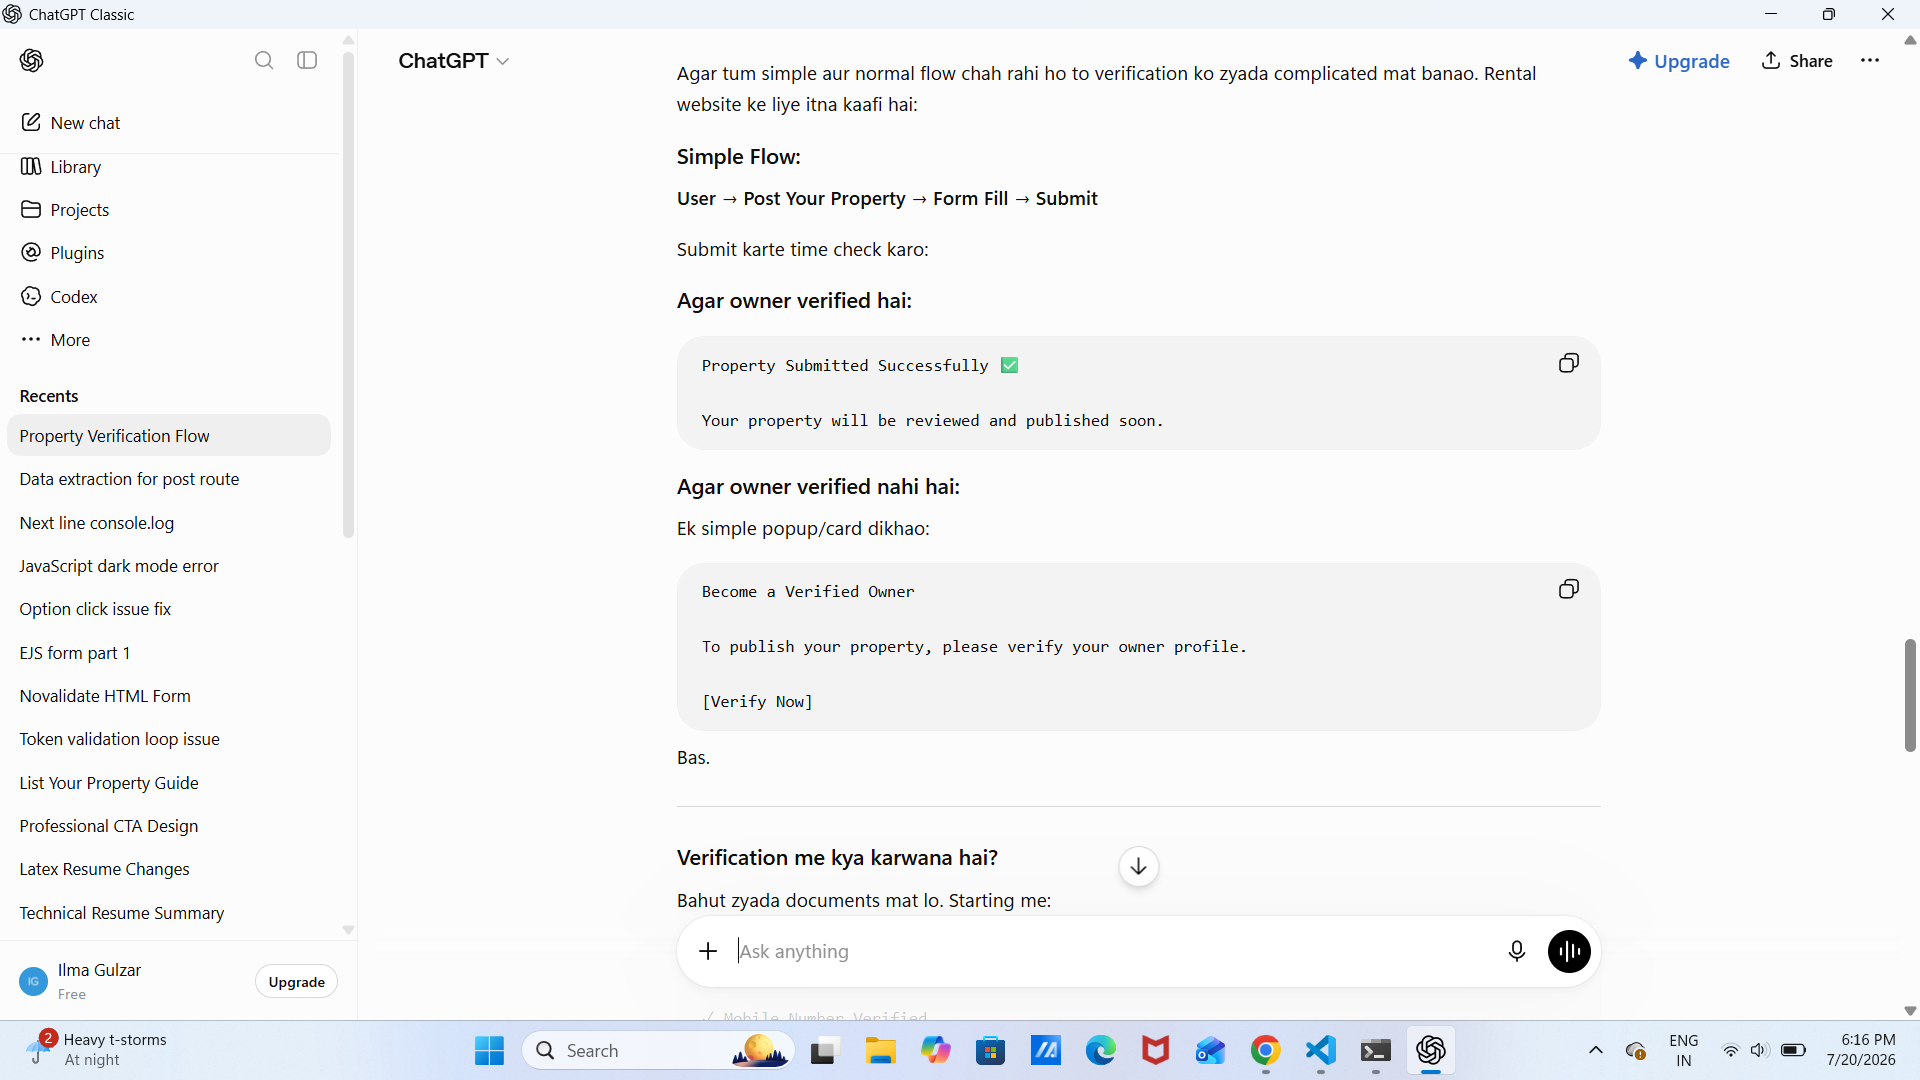 ChatGPT Classic
New chat
Library
Projects
Plugins
Codex
More
Recents
Property Verification Flow
Data extraction for post route
Next line console.log
JavaScript dark mode error
Option click issue fix
EJS form part 1
Novalidate HTML Form
Token validation loop issue
List Your Property Guide
Professional CTA Design
Latex Resume Changes
Technical Resume Summary
IG
Ilma Gulzar
Free
Upgrade
ChatGPT
Upgrade
Share
Agar tum simple aur normal flow chah rahi ho to verification ko zyada complicated mat banao. Rental
website ke liye itna kaafi hai:
Simple Flow:
User → Post Your Property → Form Fill → Submit
Submit karte time check karo:
Agar owner verified hai:
Property Submitted Successfully ✅
Your property will be reviewed and published soon.
Agar owner verified nahi hai:
Ek simple popup/card dikhao:
Become a Verified Owner
To publish your property, please verify your owner profile.
[Verify Now]
Bas.
Verification me kya karwana hai?
Bahut zyada documents mat lo. Starting me:
Ask anything
✓ Mobile Number Verified
2
Heavy t-storms
At night
Search
ENG
IN
6:16 PM
7/20/2026